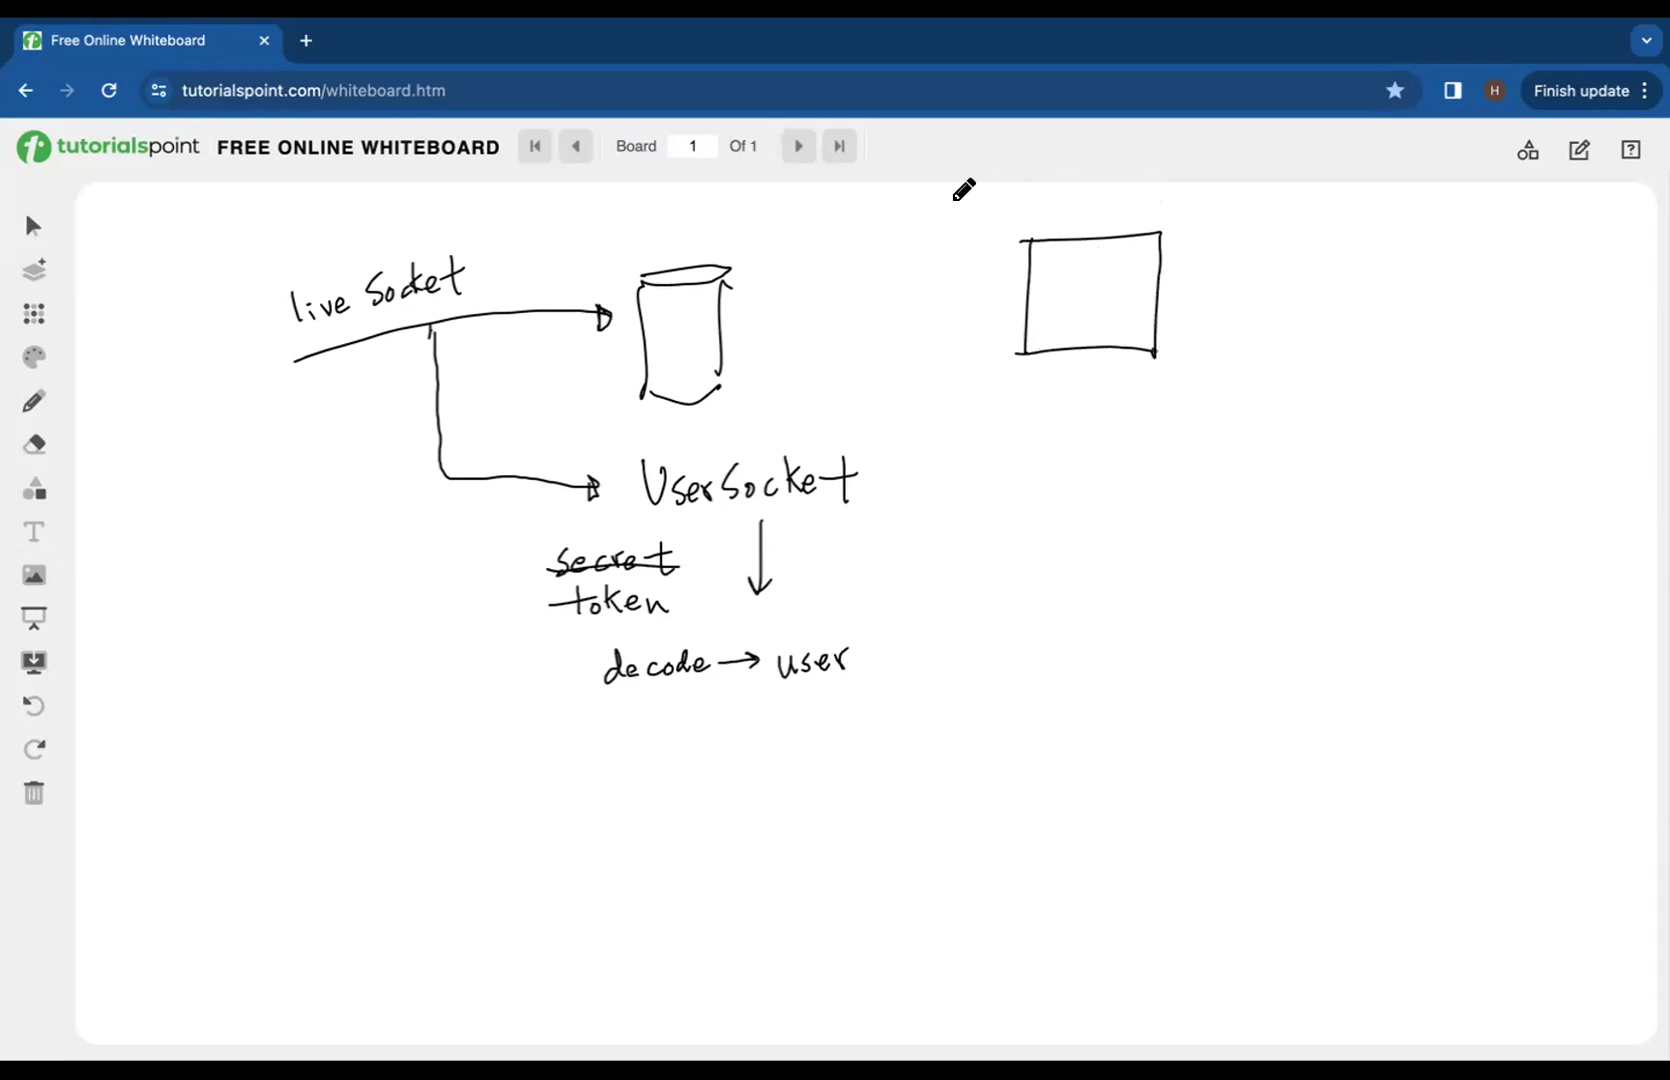 Free Online Whiteboard
tutorialspoint.com/whiteboard.htm
H
Finish update
tutorialspoint FREE ONLINE WHITEBOARD
Board 1 Of 1
live Socket
UserSocket
secret
token
decode → user